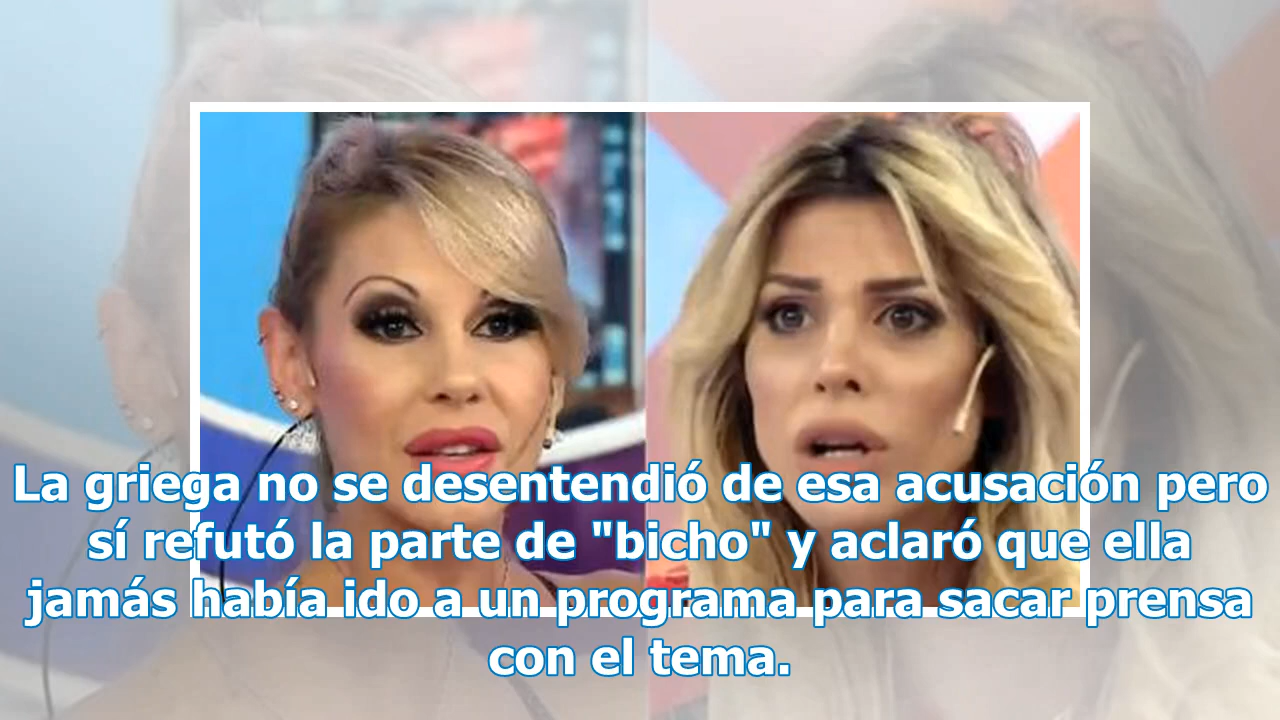 La griega no se desentendió de esa acusación pero
sí refutó la parte de "bicho" y aclaró que ella
jamás había ido a un programa para sacar prensa
con el tema.